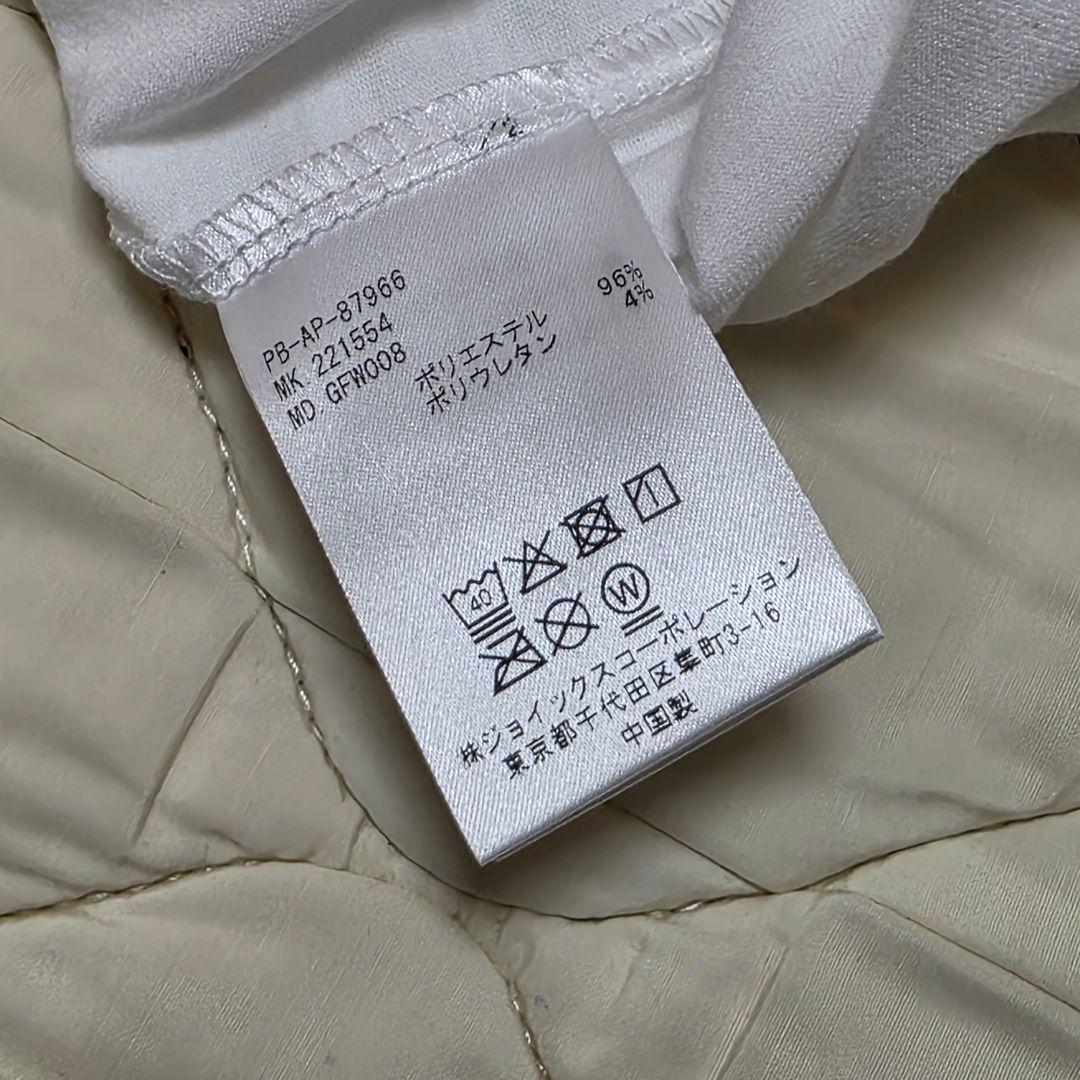 PB-AP-87966
MK. 221554
MD. GFW008
ポリエステル 96%
ポリウレタン 4%
40
W
株ジョイックスコーポレーション
東京都千代田区隼町3-16
中国製